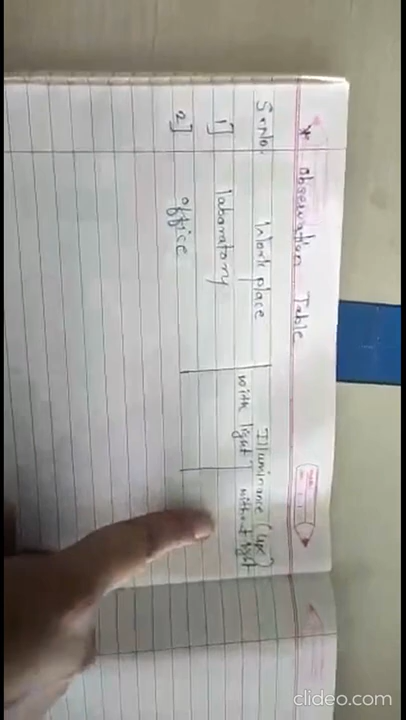 * Observation Table
Sr.No. Work place Illuminance (lux)
with light without light
1] laboratory
2] office
clideo.com